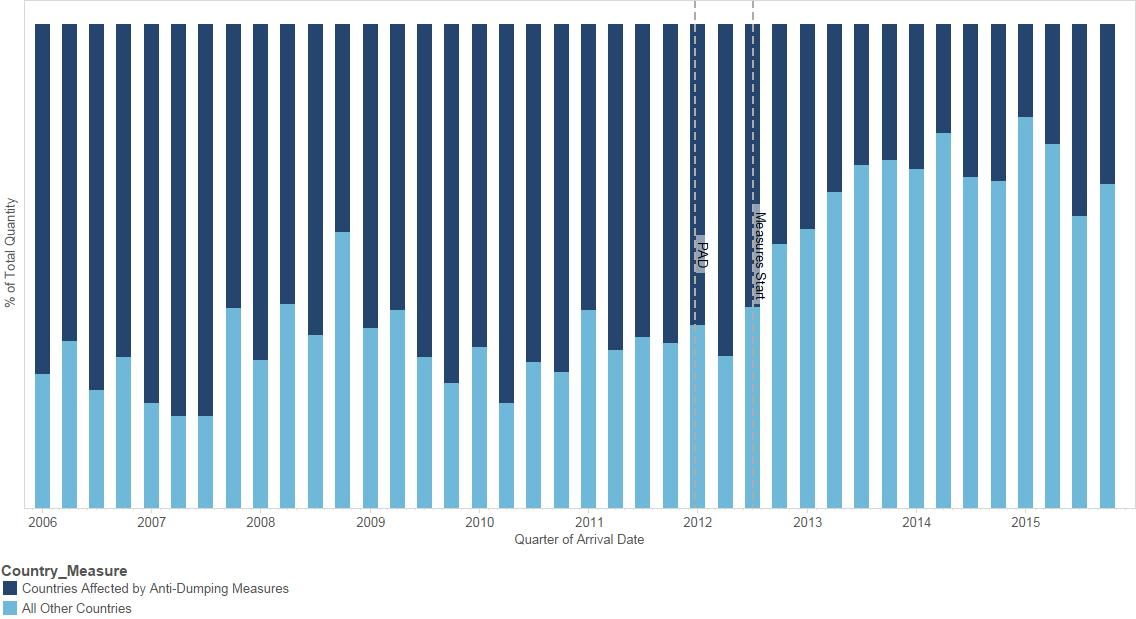 % of Total Quantity
PAD
Measures Start
2006 2007 2008 2009 2010 2011 2012 2013 2014 2015
Quarter of Arrival Date
Country_Measure
Countries Affected by Anti-Dumping Measures
All Other Countries